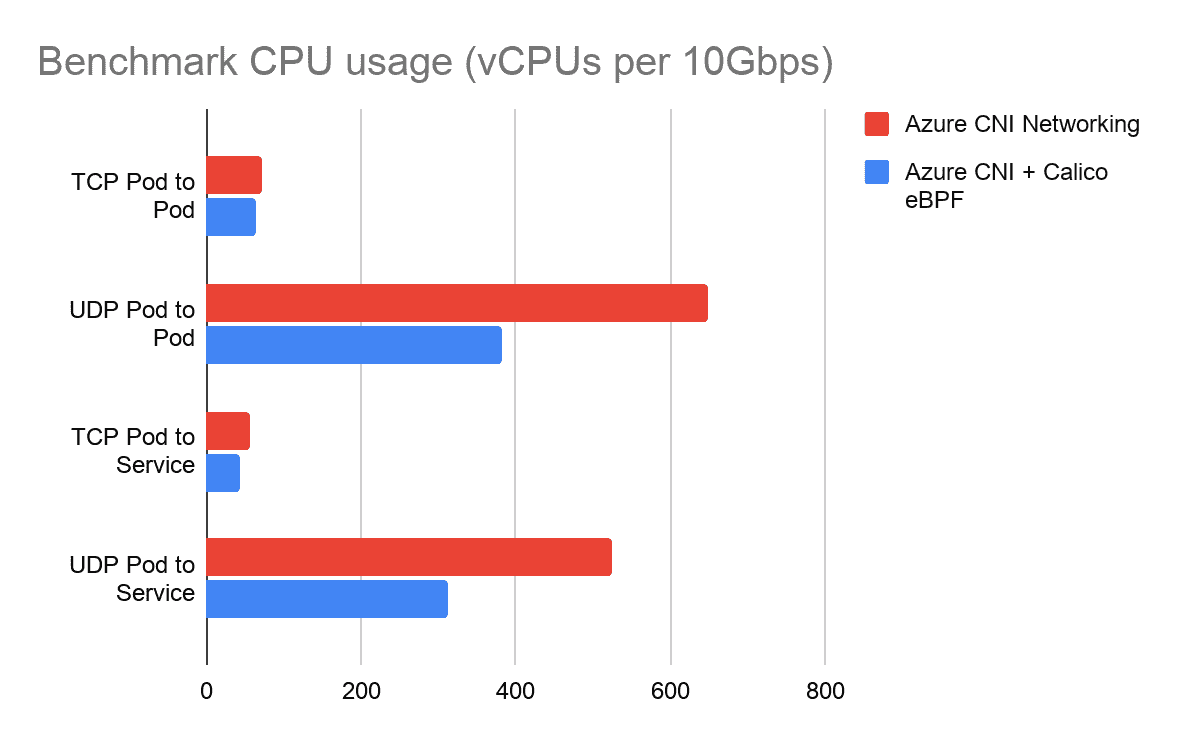 Benchmark CPU usage (vCPUs per 10Gbps)
Azure CNI Networking
Azure CNI + Calico
eBPF
TCP Pod to
Pod
UDP Pod to
Pod
TCP Pod to
Service
UDP Pod to
Service
0
200
400
600
800